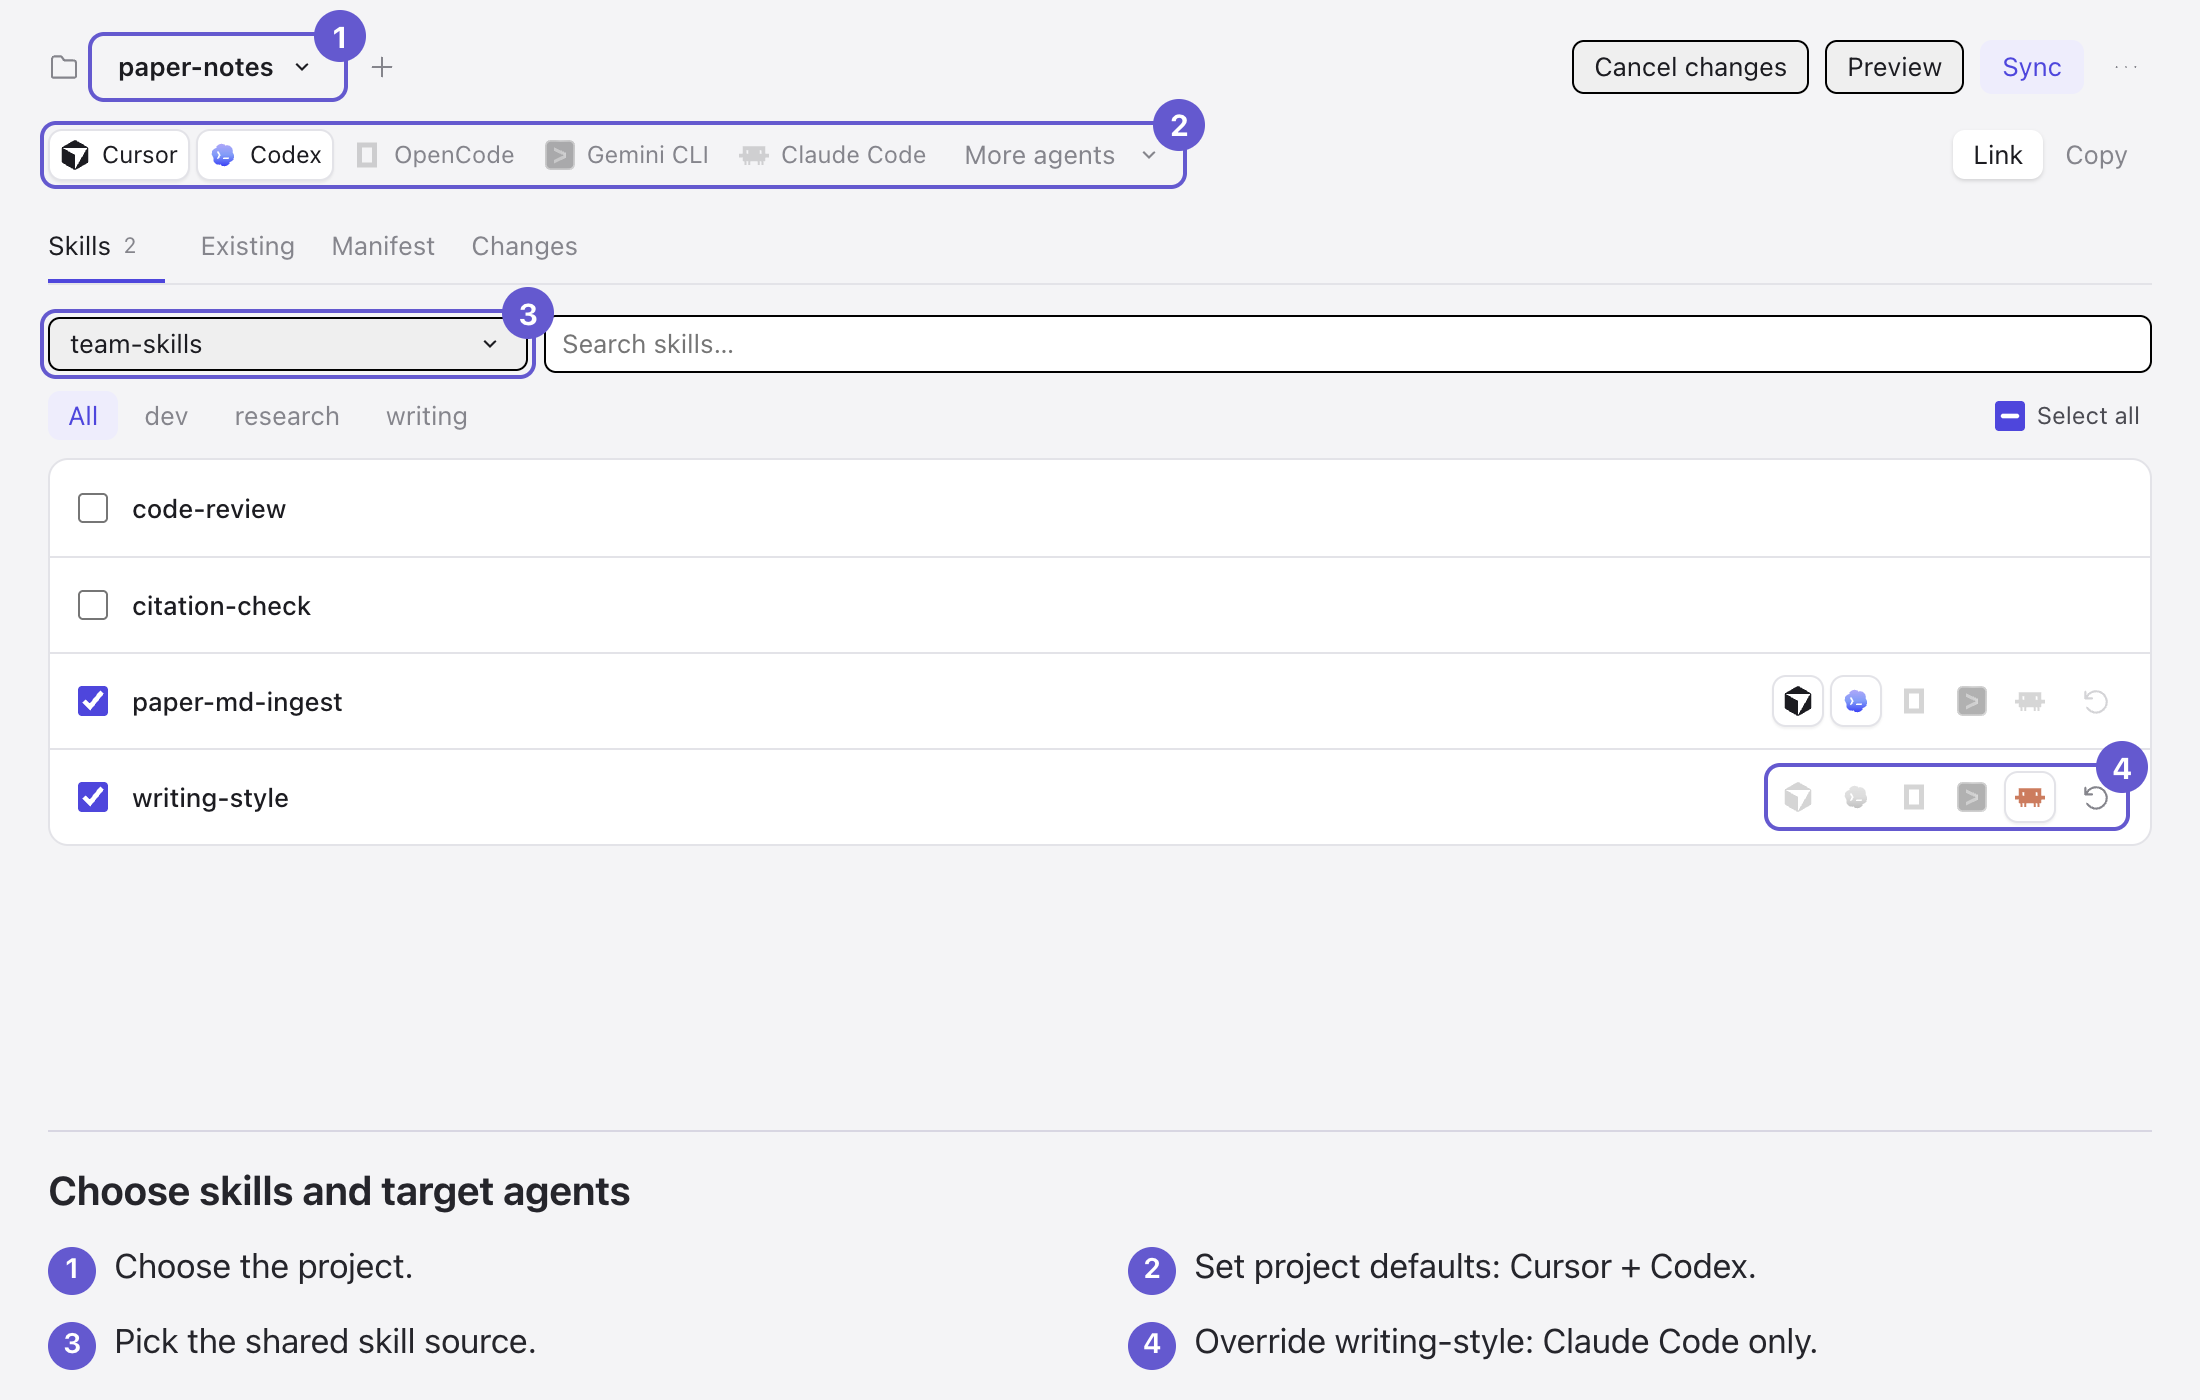 paper-notes 1
Cancel changes Preview Sync ...
Cursor Codex OpenCode Gemini CLI Claude Code More agents 2
Link Copy
Skills 2 Existing Manifest Changes
team-skills 3 Search skills...
All dev research writing Select all
code-review
citation-check
paper-md-ingest
writing-style 4
Choose skills and target agents
1 Choose the project.
2 Set project defaults: Cursor + Codex.
3 Pick the shared skill source.
4 Override writing-style: Claude Code only.